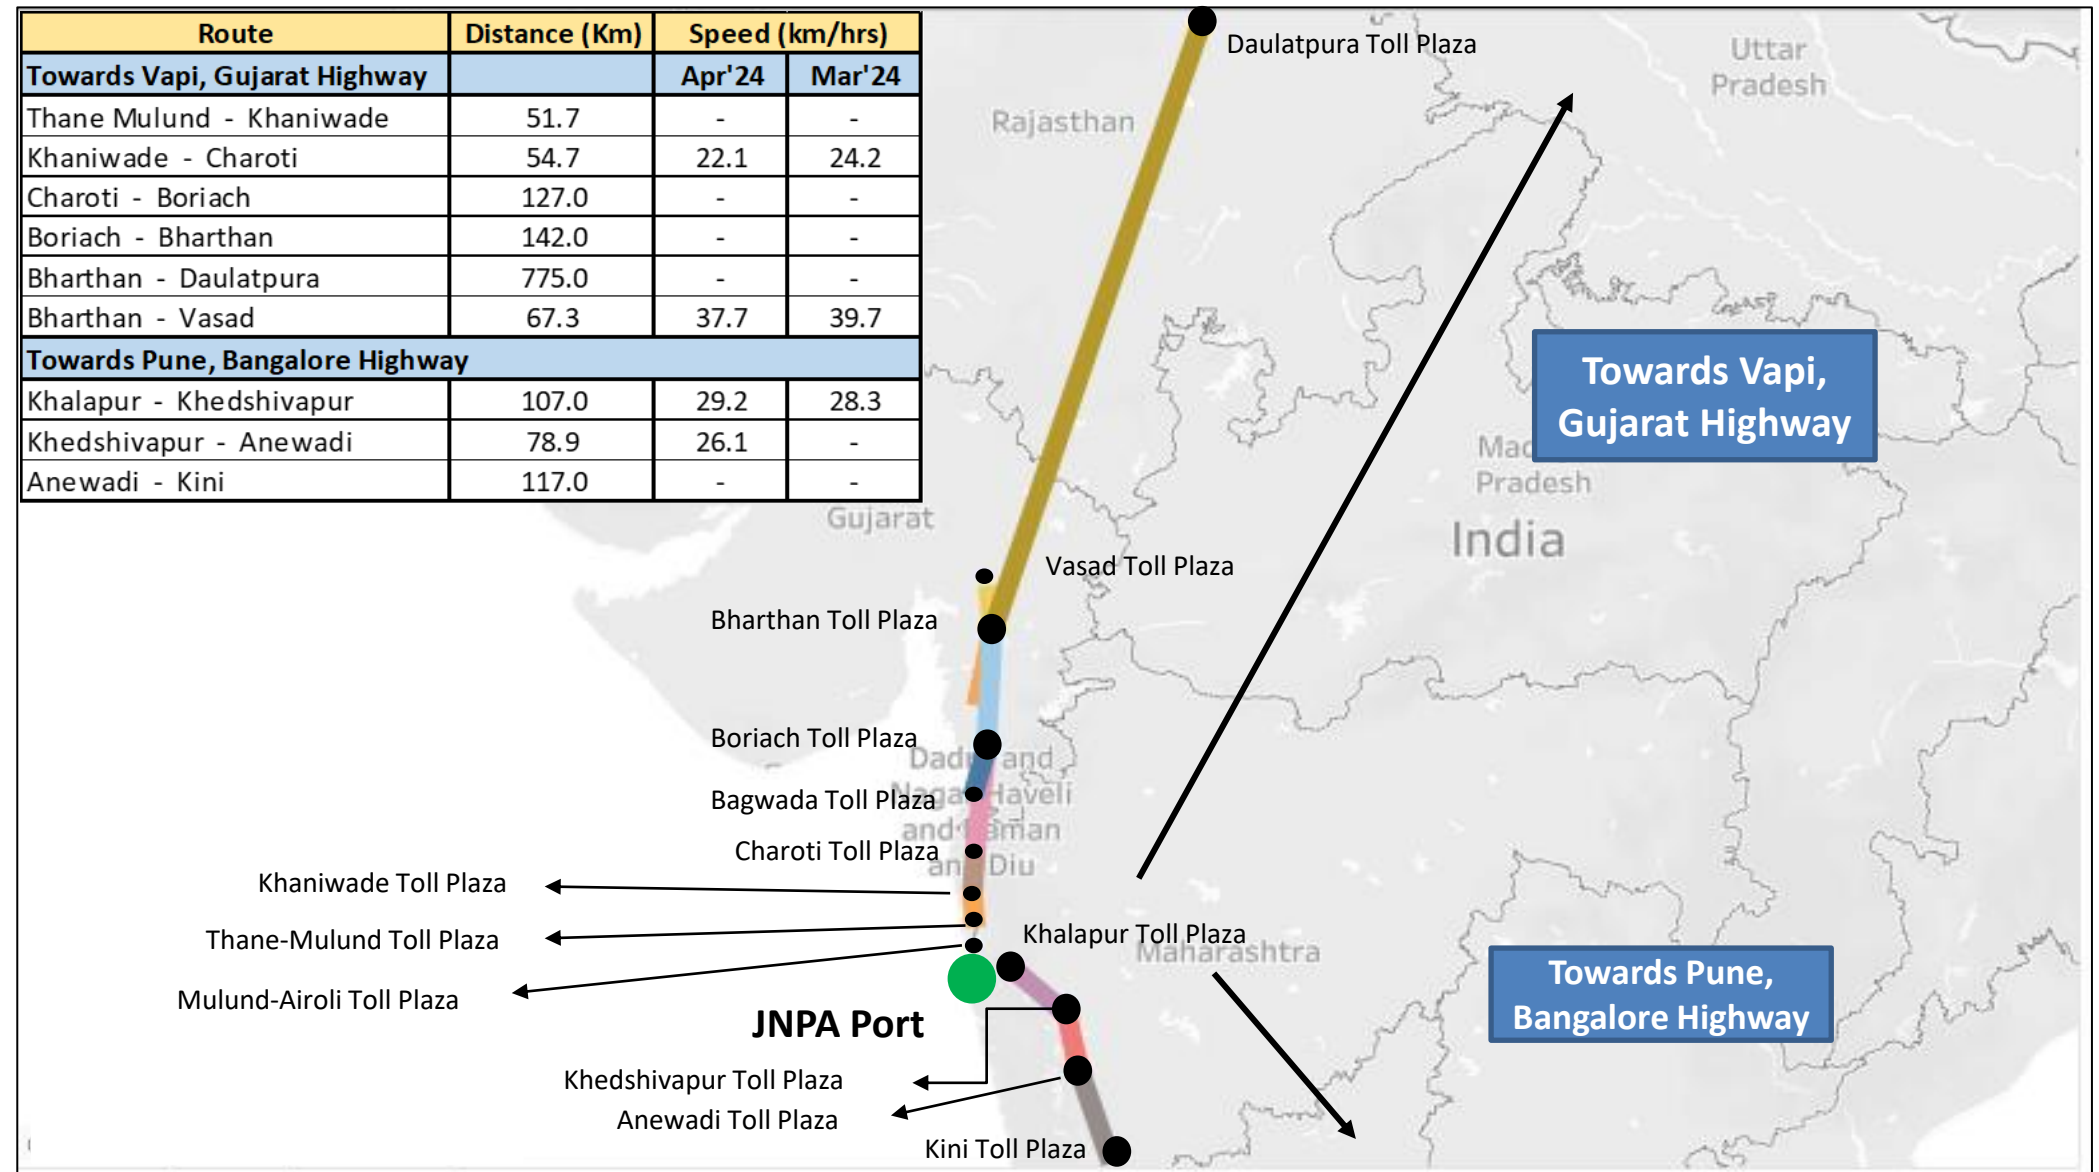 Route Distance (Km) Speed (km/hrs)
Towards Vapi, Gujarat Highway Apr'24 Mar'24
Thane Mulund - Khaniwade 51.7 - -
Khaniwade - Charoti 54.7 22.1 24.2
Charoti - Boriach 127.0 - -
Boriach - Bharthan 142.0 - -
Bharthan - Daulatpura 775.0 - -
Bharthan - Vasad 67.3 37.7 39.7
Towards Pune, Bangalore Highway
Khalapur - Khedshivapur 107.0 29.2 28.3
Khedshivapur - Anewadi 78.9 26.1 -
Anewadi - Kini 117.0 - -
Daulatpura Toll Plaza
Uttar
Pradesh
Rajasthan
Towards Vapi,
Gujarat Highway
Pradesh
India
Gujarat
Vasad Toll Plaza
Bharthan Toll Plaza
Boriach Toll Plaza
and
Bagwada Toll Plaza
Haveli
and
Charoti Toll Plaza
Diu
Khaniwade Toll Plaza
Thane-Mulund Toll Plaza
Khalapur Toll Plaza
Maharashtra
Mulund-Airoli Toll Plaza
Towards Pune,
Bangalore Highway
JNPA Port
Khedshivapur Toll Plaza
Anewadi Toll Plaza
Kini Toll Plaza